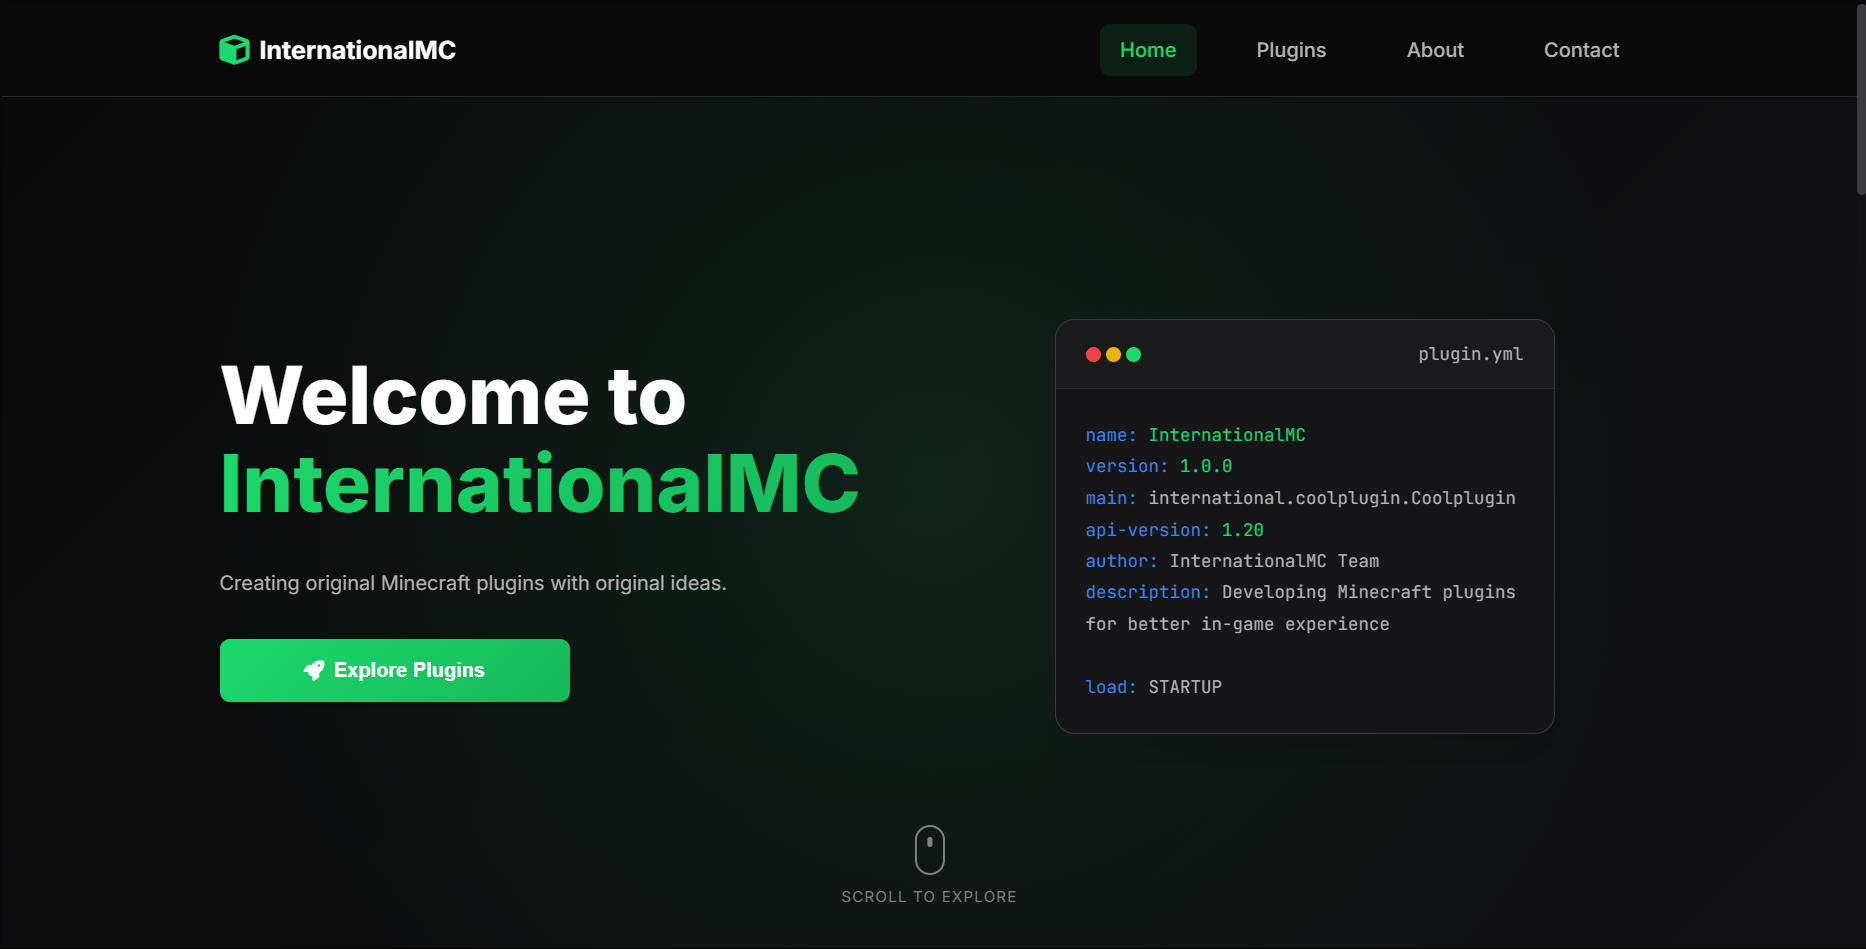 InternationalMC
Home
Plugins
About
Contact
Welcome to
InternationalMC
Creating original Minecraft plugins with original ideas.
Explore Plugins
plugin.yml
name: InternationalMC
version: 1.0.0
main: international.coolplugin.Coolplugin
api-version: 1.20
author: InternationalMC Team
description: Developing Minecraft plugins
for better in-game experience
load: STARTUP
SCROLL TO EXPLORE